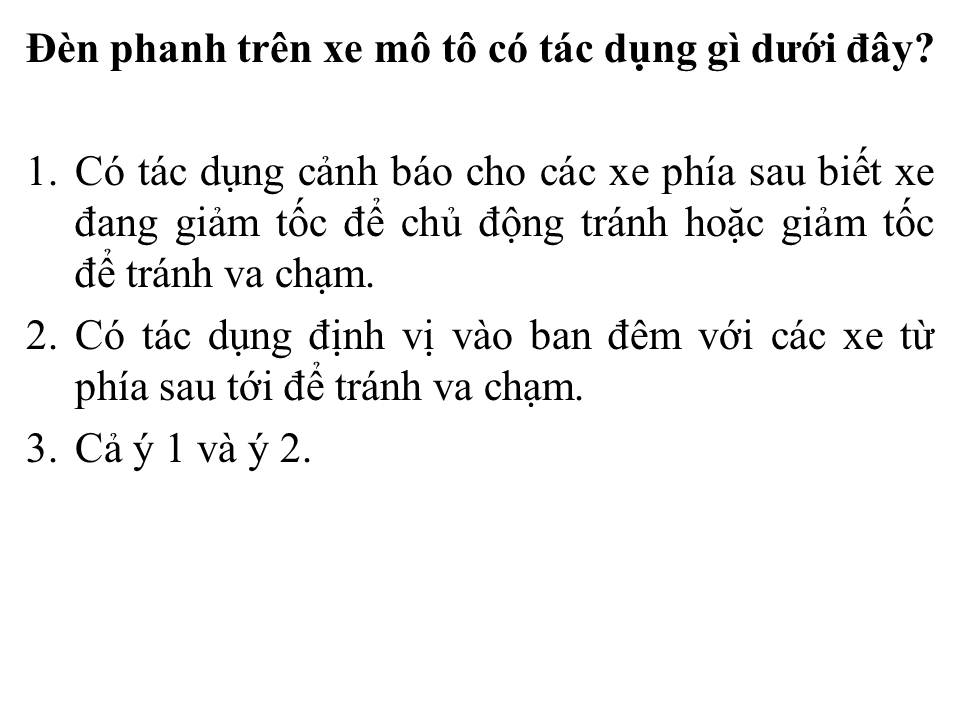 Đèn phanh trên xe mô tô có tác dụng gì dưới đây?
1. Có tác dụng cảnh báo cho các xe phía sau biết xe
đang giảm tốc để chủ động tránh hoặc giảm tốc
để tránh va chạm.
2. Có tác dụng định vị vào ban đêm với các xe từ
phía sau tới để tránh va chạm.
3. Cả ý 1 và ý 2.